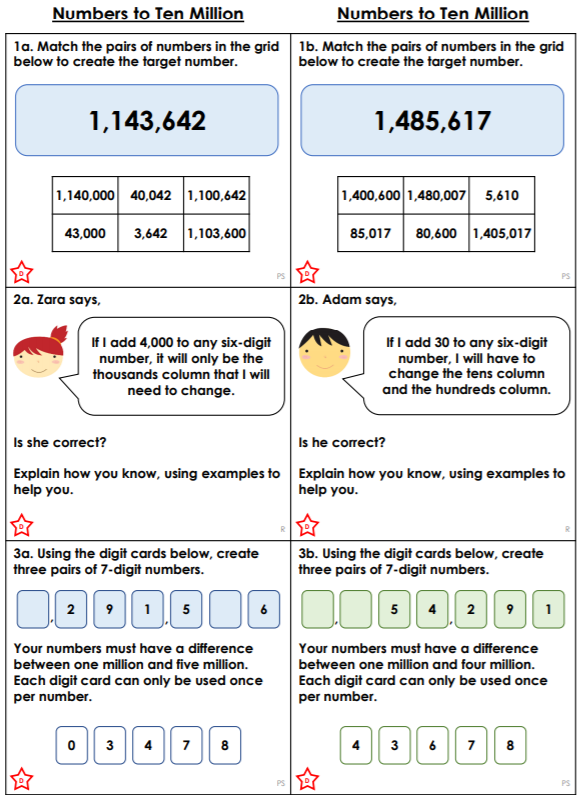 Numbers to Ten Million
1a. Match the pairs of numbers in the grid
below to create the target number.
1,143,642
1,140,000 40,042 1,100,642
43,000 3,642 1,103,600
D
PS
2a. Zara says,
If I add 4,000 to any six-digit
number, it will only be the
thousands column that I will
need to change.
Is she correct?
Explain how you know, using examples to
help you.
D
R
3a. Using the digit cards below, create
three pairs of 7-digit numbers.
, 2 9 1 , 5 6
Your numbers must have a difference
between one million and five million.
Each digit card can only be used once
per number.
0 3 4 7 8
D
PS
Numbers to Ten Million
1b. Match the pairs of numbers in the grid
below to create the target number.
1,485,617
1,400,600 1,480,007 5,610
85,017 80,600 1,405,017
D
PS
2b. Adam says,
If I add 30 to any six-digit
number, I will have to
change the tens column
and the hundreds column.
Is he correct?
Explain how you know, using examples to
help you.
D
R
3b. Using the digit cards below, create
three pairs of 7-digit numbers.
, 5 4 , 2 9 1
Your numbers must have a difference
between one million and four million.
Each digit card can only be used once
per number.
4 3 6 7 8
D
PS